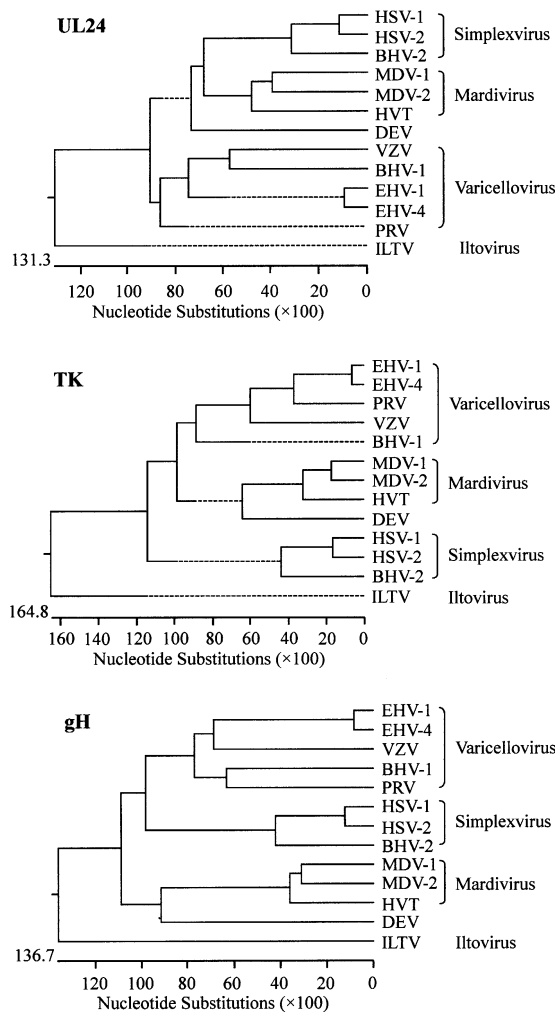 UL24
HSV-1
HSV-2
BHV-2
Simplexvirus
MDV-1
MDV-2
HVT
Mardivirus
DEV
VZV
BHV-1
EHV-1
EHV-4
PRV
Varicellovirus
ILTV
Iltovirus
131.3
120 100 80 60 40 20 0
Nucleotide Substitutions (×100)
TK
EHV-1
EHV-4
PRV
VZV
BHV-1
Varicellovirus
MDV-1
MDV-2
HVT
Mardivirus
DEV
HSV-1
HSV-2
BHV-2
Simplexvirus
ILTV
Iltovirus
164.8
160 140 120 100 80 60 40 20 0
Nucleotide Substitutions (×100)
gH
EHV-1
EHV-4
VZV
BHV-1
PRV
Varicellovirus
HSV-1
HSV-2
BHV-2
Simplexvirus
MDV-1
MDV-2
HVT
Mardivirus
DEV
ILTV
Iltovirus
136.7
120 100 80 60 40 20 0
Nucleotide Substitutions (×100)